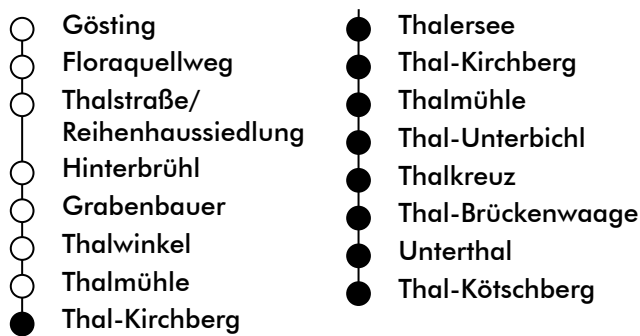 Gösting
Floraquellweg
Thalstraße/
Reihenhaussiedlung
Hinterbrühl
Grabenbauer
Thalwinkel
Thalmühle
Thal-Kirchberg
Thalersee
Thal-Kirchberg
Thalmühle
Thal-Unterbichl
Thalkreuz
Thal-Brückenwaage
Unterthal
Thal-Kötschberg